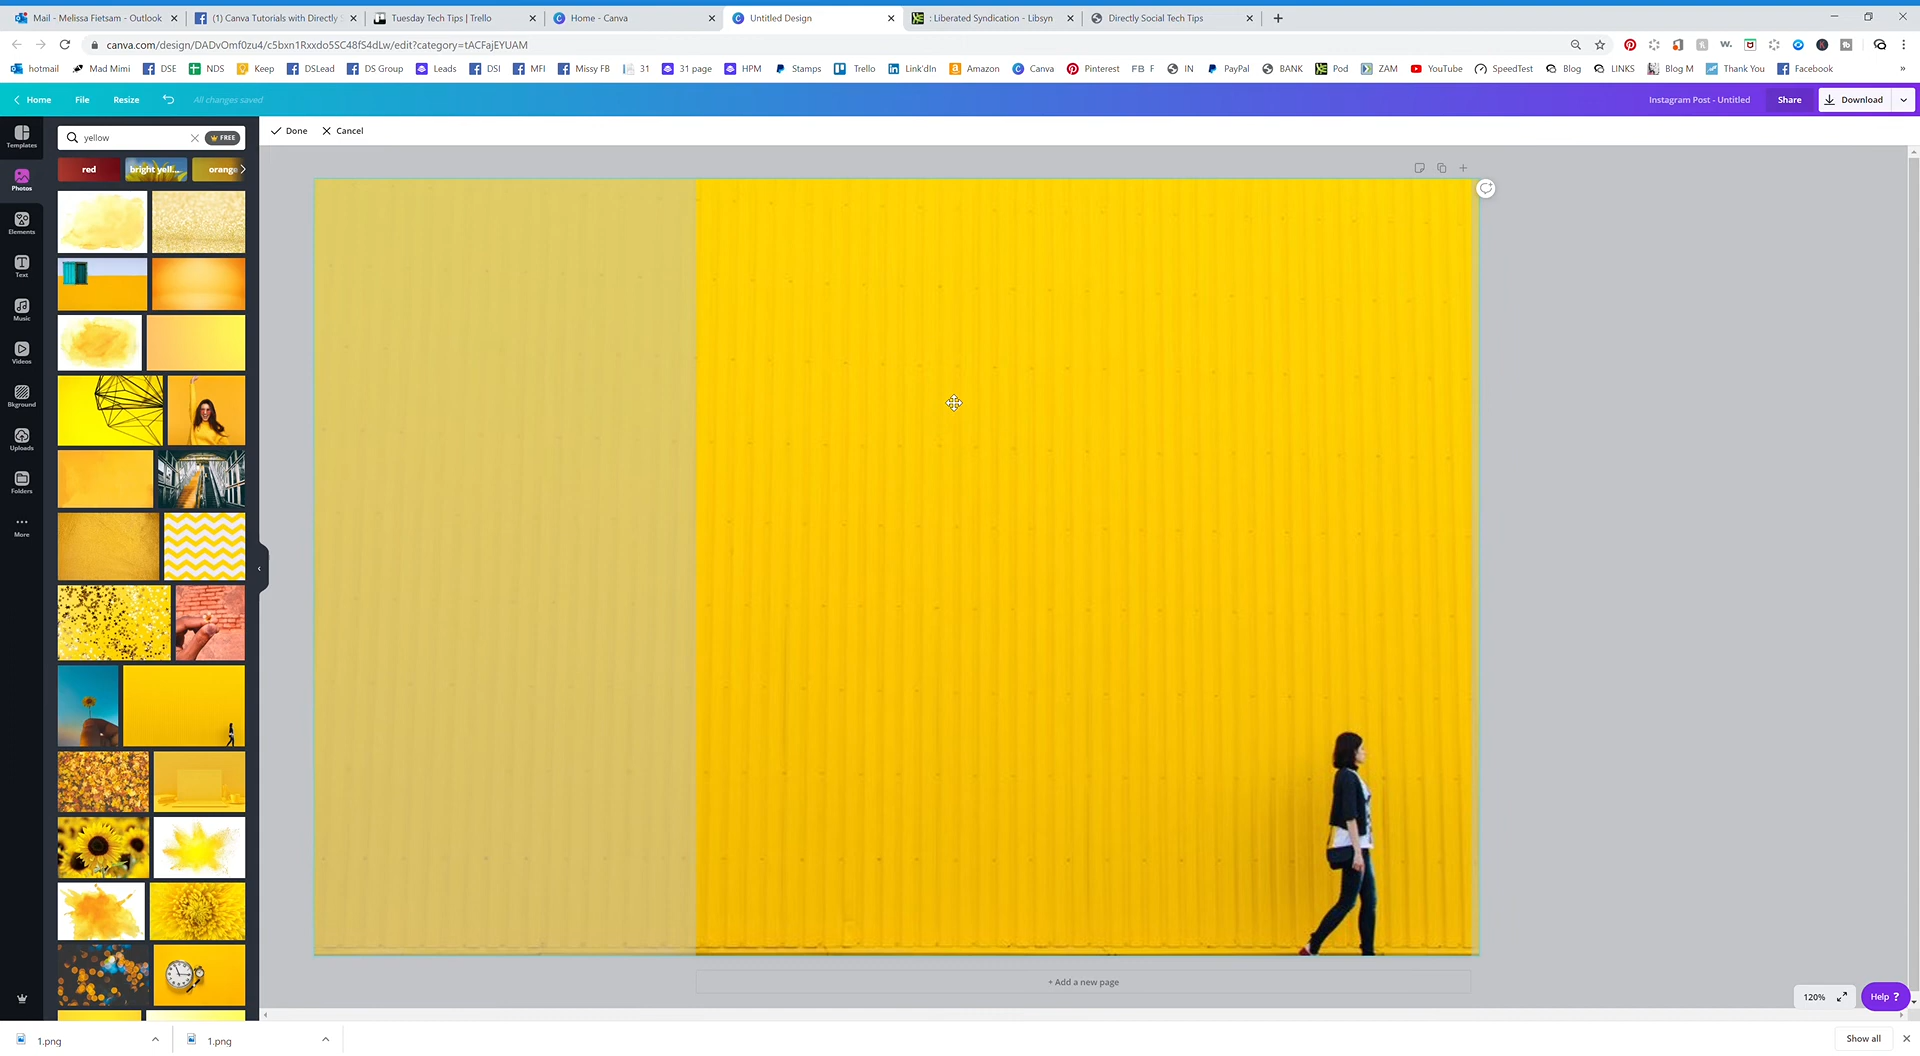 Mail - Melissa Fietsam - Outlook
(1) Canva Tutorials with Directly S
Tuesday Tech Tips | Trello
Home - Canva
Untitled Design
: Liberated Syndication - Libsyn
Directly Social Tech Tips
canva.com/design/DADvOmf0zu4/c5bxn1Rxxdo5SC48fS4dLw/edit?category=tACFajEYUAM
hotmail Mad Mimi DSE NDS Keep DSLead DS Group Leads DSI MFI Missy FB 31 31 page HPM Stamps Trello Link'dIn Amazon Canva Pinterest FB F IN PayPal BANK Pod ZAM YouTube SpeedTest Blog LINKS Blog M Thank You Facebook
Home File Resize All changes saved Instagram Post - Untitled Share Download
yellow FREE
Done Cancel
red bright yell... orange
Templates
Photos
Elements
Text
Music
Videos
Bkground
Uploads
Folders
More
+ Add a new page
120% Help ?
1.png 1.png Show all